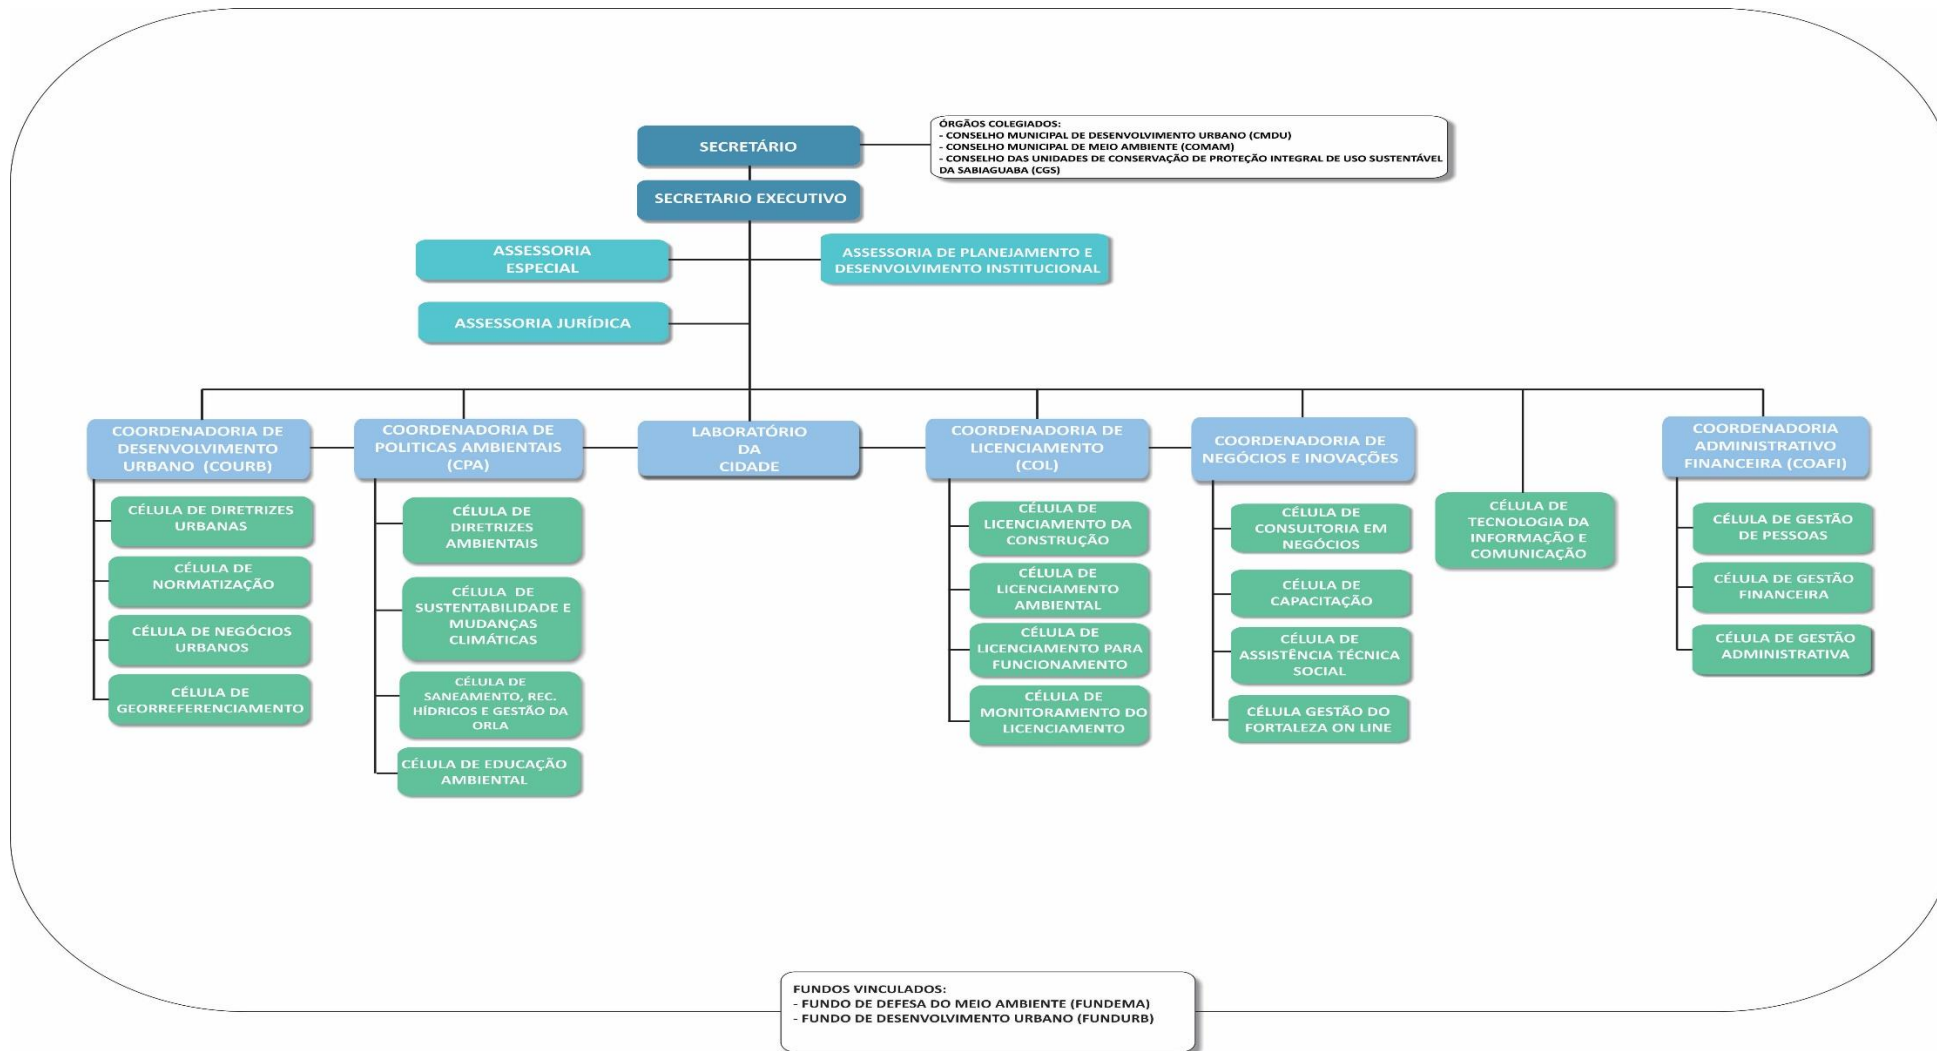 ÓRGÃOS COLEGIADOS:
- CONSELHO MUNICIPAL DE DESENVOLVIMENTO URBANO (CMDU)
- CONSELHO MUNICIPAL DE MEIO AMBIENTE (COMAM)
- CONSELHO DAS UNIDADES DE CONSERVAÇÃO DE PROTEÇÃO INTEGRAL DE USO SUSTENTÁVEL
DA SABIAGUABA (CGS)
SECRETÁRIO
SECRETARIO EXECUTIVO
ASSESSORIA
ESPECIAL
ASSESSORIA DE PLANEJAMENTO E
DESENVOLVIMENTO INSTITUCIONAL
ASSESSORIA JURÍDICA
COORDENADORIA DE
DESENVOLVIMENTO
URBANO (COURB)
CÉLULA DE DIRETRIZES
URBANAS
CÉLULA DE
NORMATIZAÇÃO
CÉLULA DE NEGÓCIOS
URBANOS
CÉLULA DE
GEORREFERENCIAMENTO
COORDENADORIA DE
POLITICAS AMBIENTAIS
(CPA)
CÉLULA DE
DIRETRIZES
AMBIENTAIS
CÉLULA DE
SUSTENTABILIDADE E
MUDANÇAS
CLIMÁTICAS
CÉLULA DE
SANEAMENTO, REC.
HÍDRICOS E GESTÃO DA
ORLA
CÉLULA DE EDUCAÇÃO
AMBIENTAL
LABORATÓRIO
DA
CIDADE
COORDENADORIA DE
LICENCIAMENTO
(COL)
CÉLULA DE
LICENCIAMENTO DA
CONSTRUÇÃO
CÉLULA DE
LICENCIAMENTO
AMBIENTAL
CÉLULA DE
LICENCIAMENTO PARA
FUNCIONAMENTO
CÉLULA DE
MONITORAMENTO DO
LICENCIAMENTO
COORDENADORIA DE
NEGÓCIOS E INOVAÇÕES
CÉLULA DE
CONSULTORIA EM
NEGÓCIOS
CÉLULA DE
CAPACITAÇÃO
CÉLULA DE
ASSISTÊNCIA TÉCNICA
SOCIAL
CÉLULA GESTÃO DO
FORTALEZA ON LINE
CÉLULA DE
TECNOLOGIA DA
INFORMAÇÃO E
COMUNICAÇÃO
COORDENADORIA
ADMINISTRATIVO
FINANCEIRA (COAFI)
CÉLULA DE GESTÃO
DE PESSOAS
CÉLULA DE GESTÃO
FINANCEIRA
CÉLULA DE GESTÃO
ADMINISTRATIVA
FUNDOS VINCULADOS:
- FUNDO DE DEFESA DO MEIO AMBIENTE (FUNDEMA)
- FUNDO DE DESENVOLVIMENTO URBANO (FUNDURB)